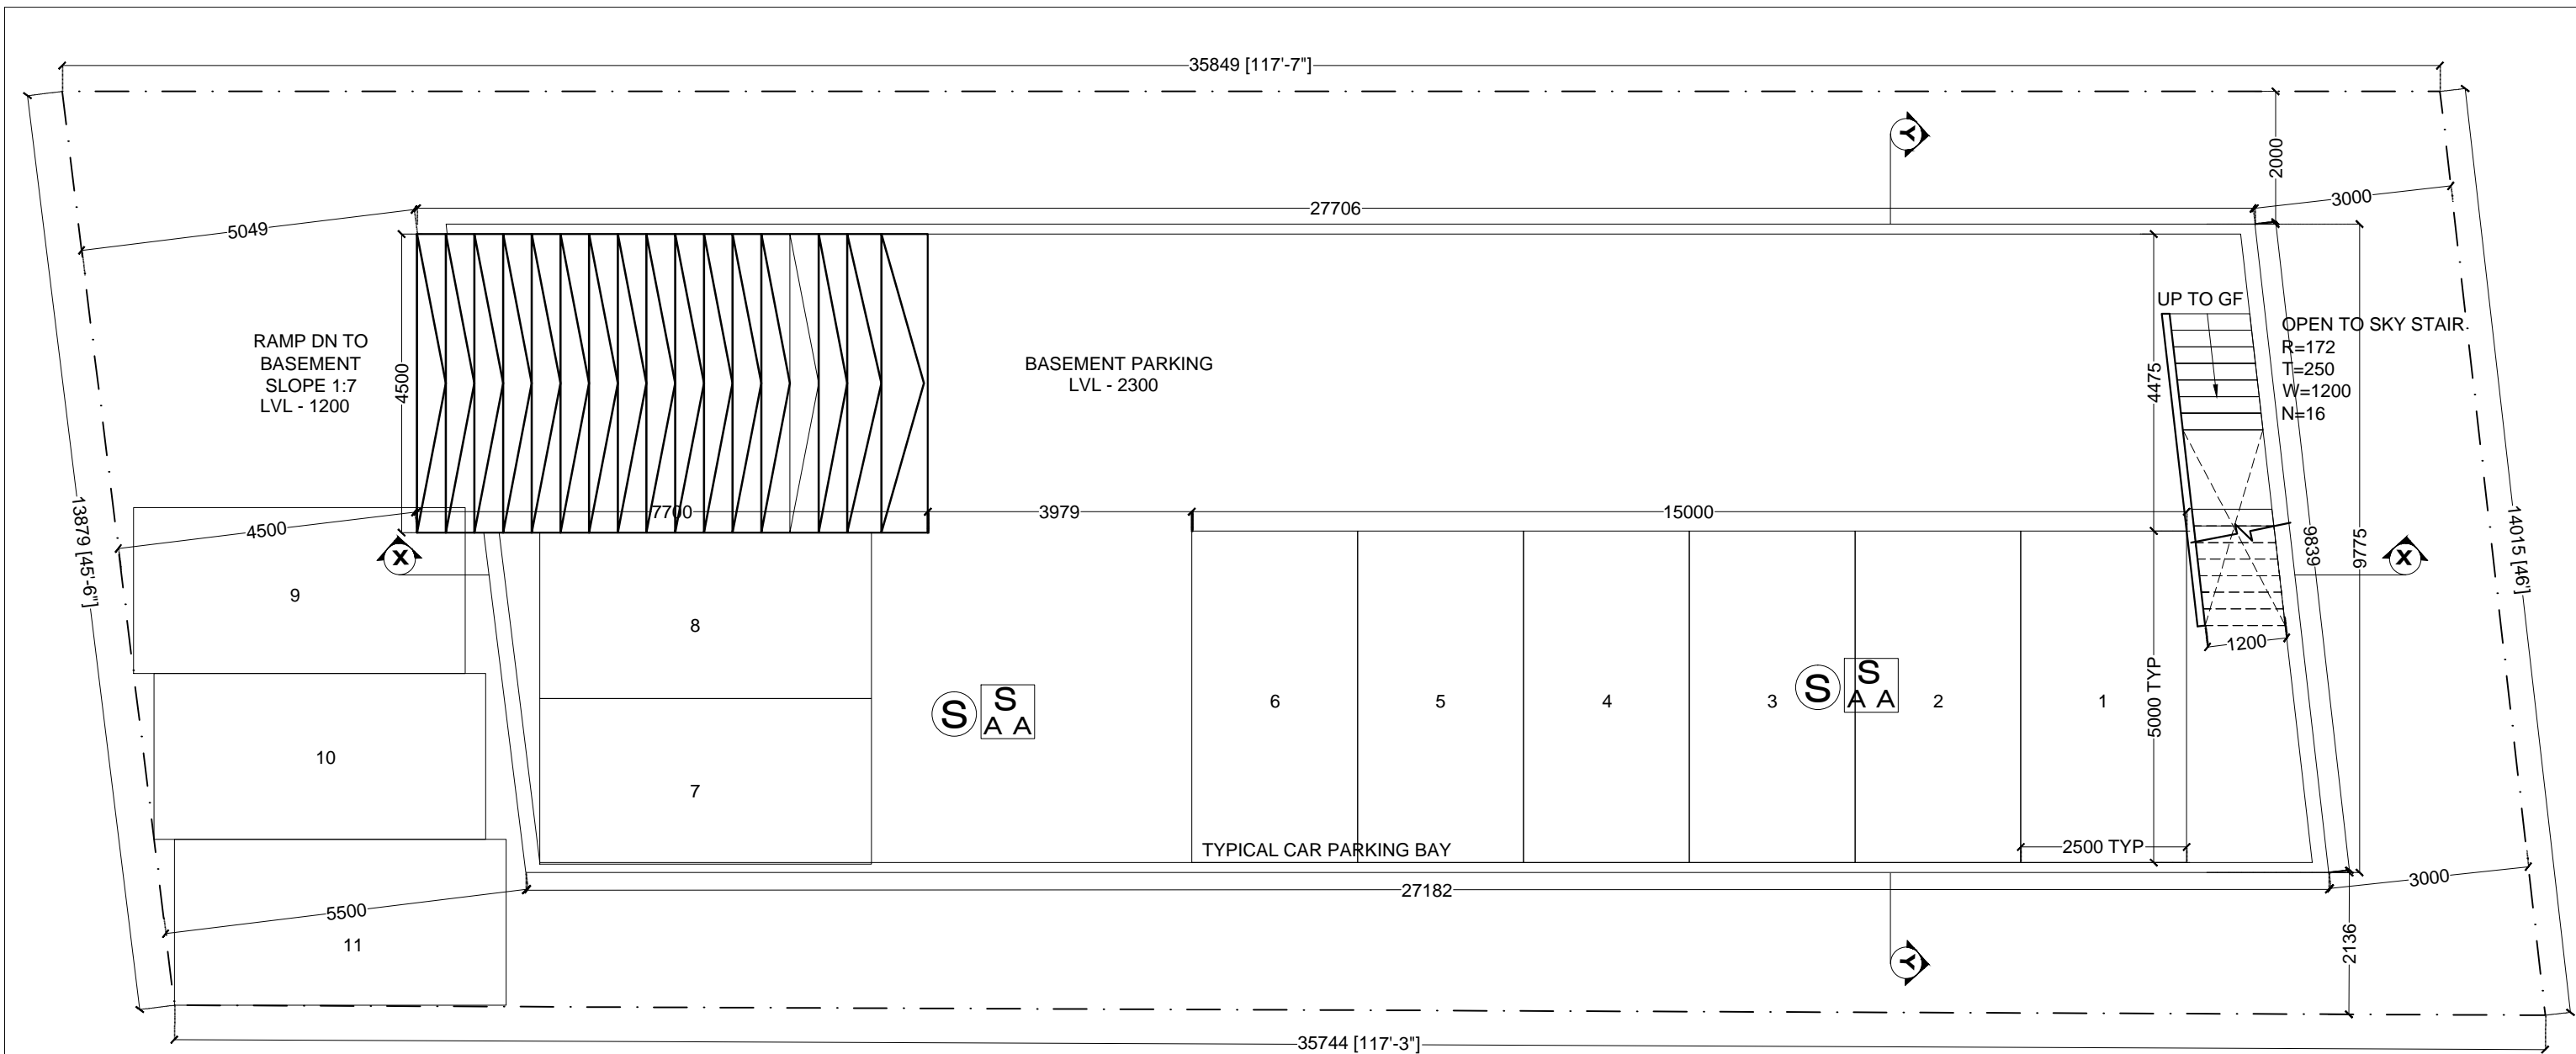 35849 [117'-7"]
Y
2000
3000
27706
5049
UP TO GF
OPEN TO SKY STAIR
R=172
T=250
W=1200
N=16
RAMP DN TO
BASEMENT
SLOPE 1:7
LVL - 1200
4500
BASEMENT PARKING
LVL - 2300
4475
13879 [45'-6"]
4500
7700
3979
15000
9839
9775
14015 [46']
X
X
9
8
1200
10
7
S
S
A A
6
5
4
3
S
S
A A
2
1
5000 TYP
TYPICAL CAR PARKING BAY
2500 TYP
5500
11
27182
3000
2136
Y
35744 [117'-3"]